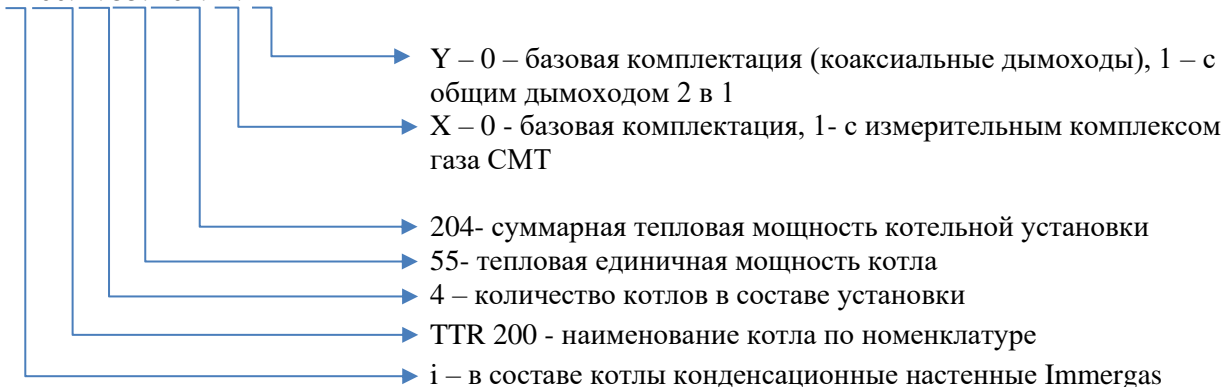 Y – 0 – базовая комплектация (коаксиальные дымоходы), 1 – с
общим дымоходом 2 в 1
X – 0 - базовая комплектация, 1- с измерительным комплексом
газа СМТ
204- суммарная тепловая мощность котельной установки
55- тепловая единичная мощность котла
4 – количество котлов в составе установки
TTR 200 - наименование котла по номенклатуре
i – в составе котлы конденсационные настенные Immergas